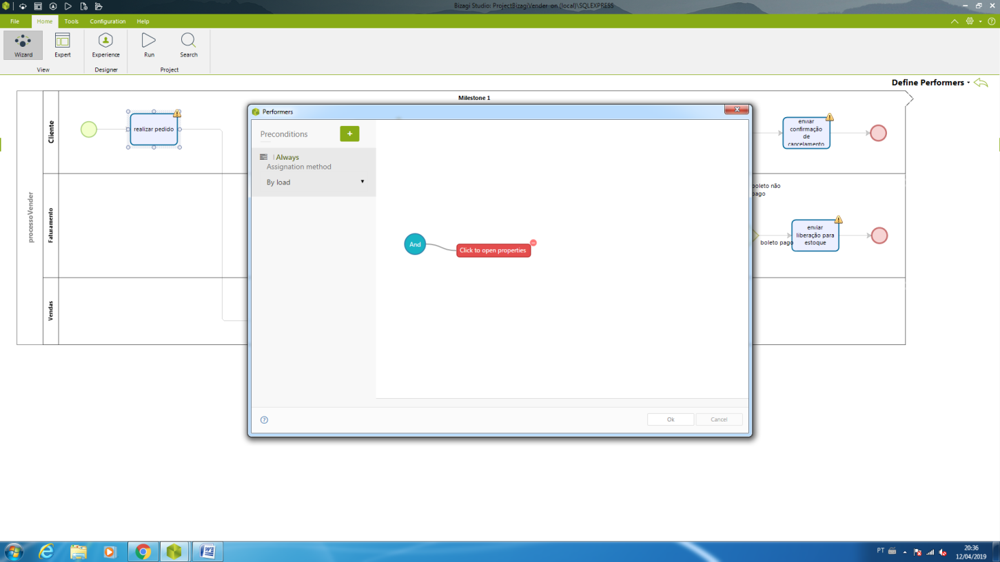 Bizagi Studio: ProjectBizagiVender on (local)\SQLEXPRESS
File Home Tools Configuration Help
Wizard Expert Experience Run Search
View Designer Project
Define Performers
Milestone 1
processoVender
Cliente
realizar pedido
enviar
confirmação
de
cancelamento
Faturamento
boleto não
pago
boleto pago
enviar
liberação para
estoque
Vendas
Performers
X
Preconditions
+
Always
Assignation method
By load
And
Click to open properties
?
Ok Cancel
PT
20:36
12/04/2019